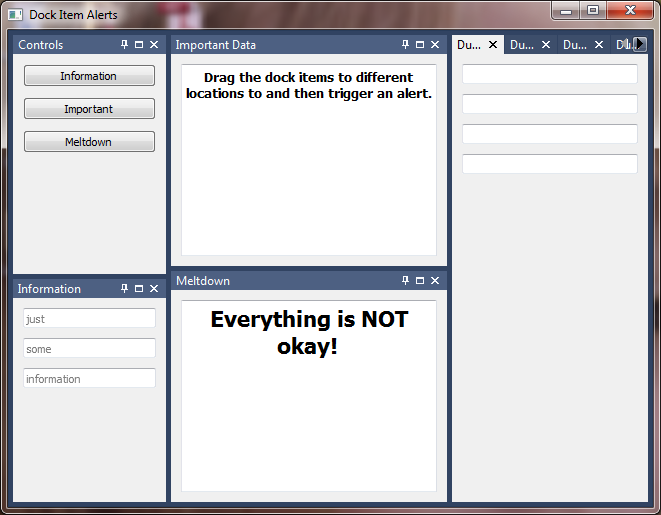 Dock Item Alerts
Controls
Information
Important
Meltdown
Information
just
some
information
Important Data
Drag the dock items to different
locations to and then trigger an alert.
Meltdown
Everything is NOT
okay!
Du... Du... Du...